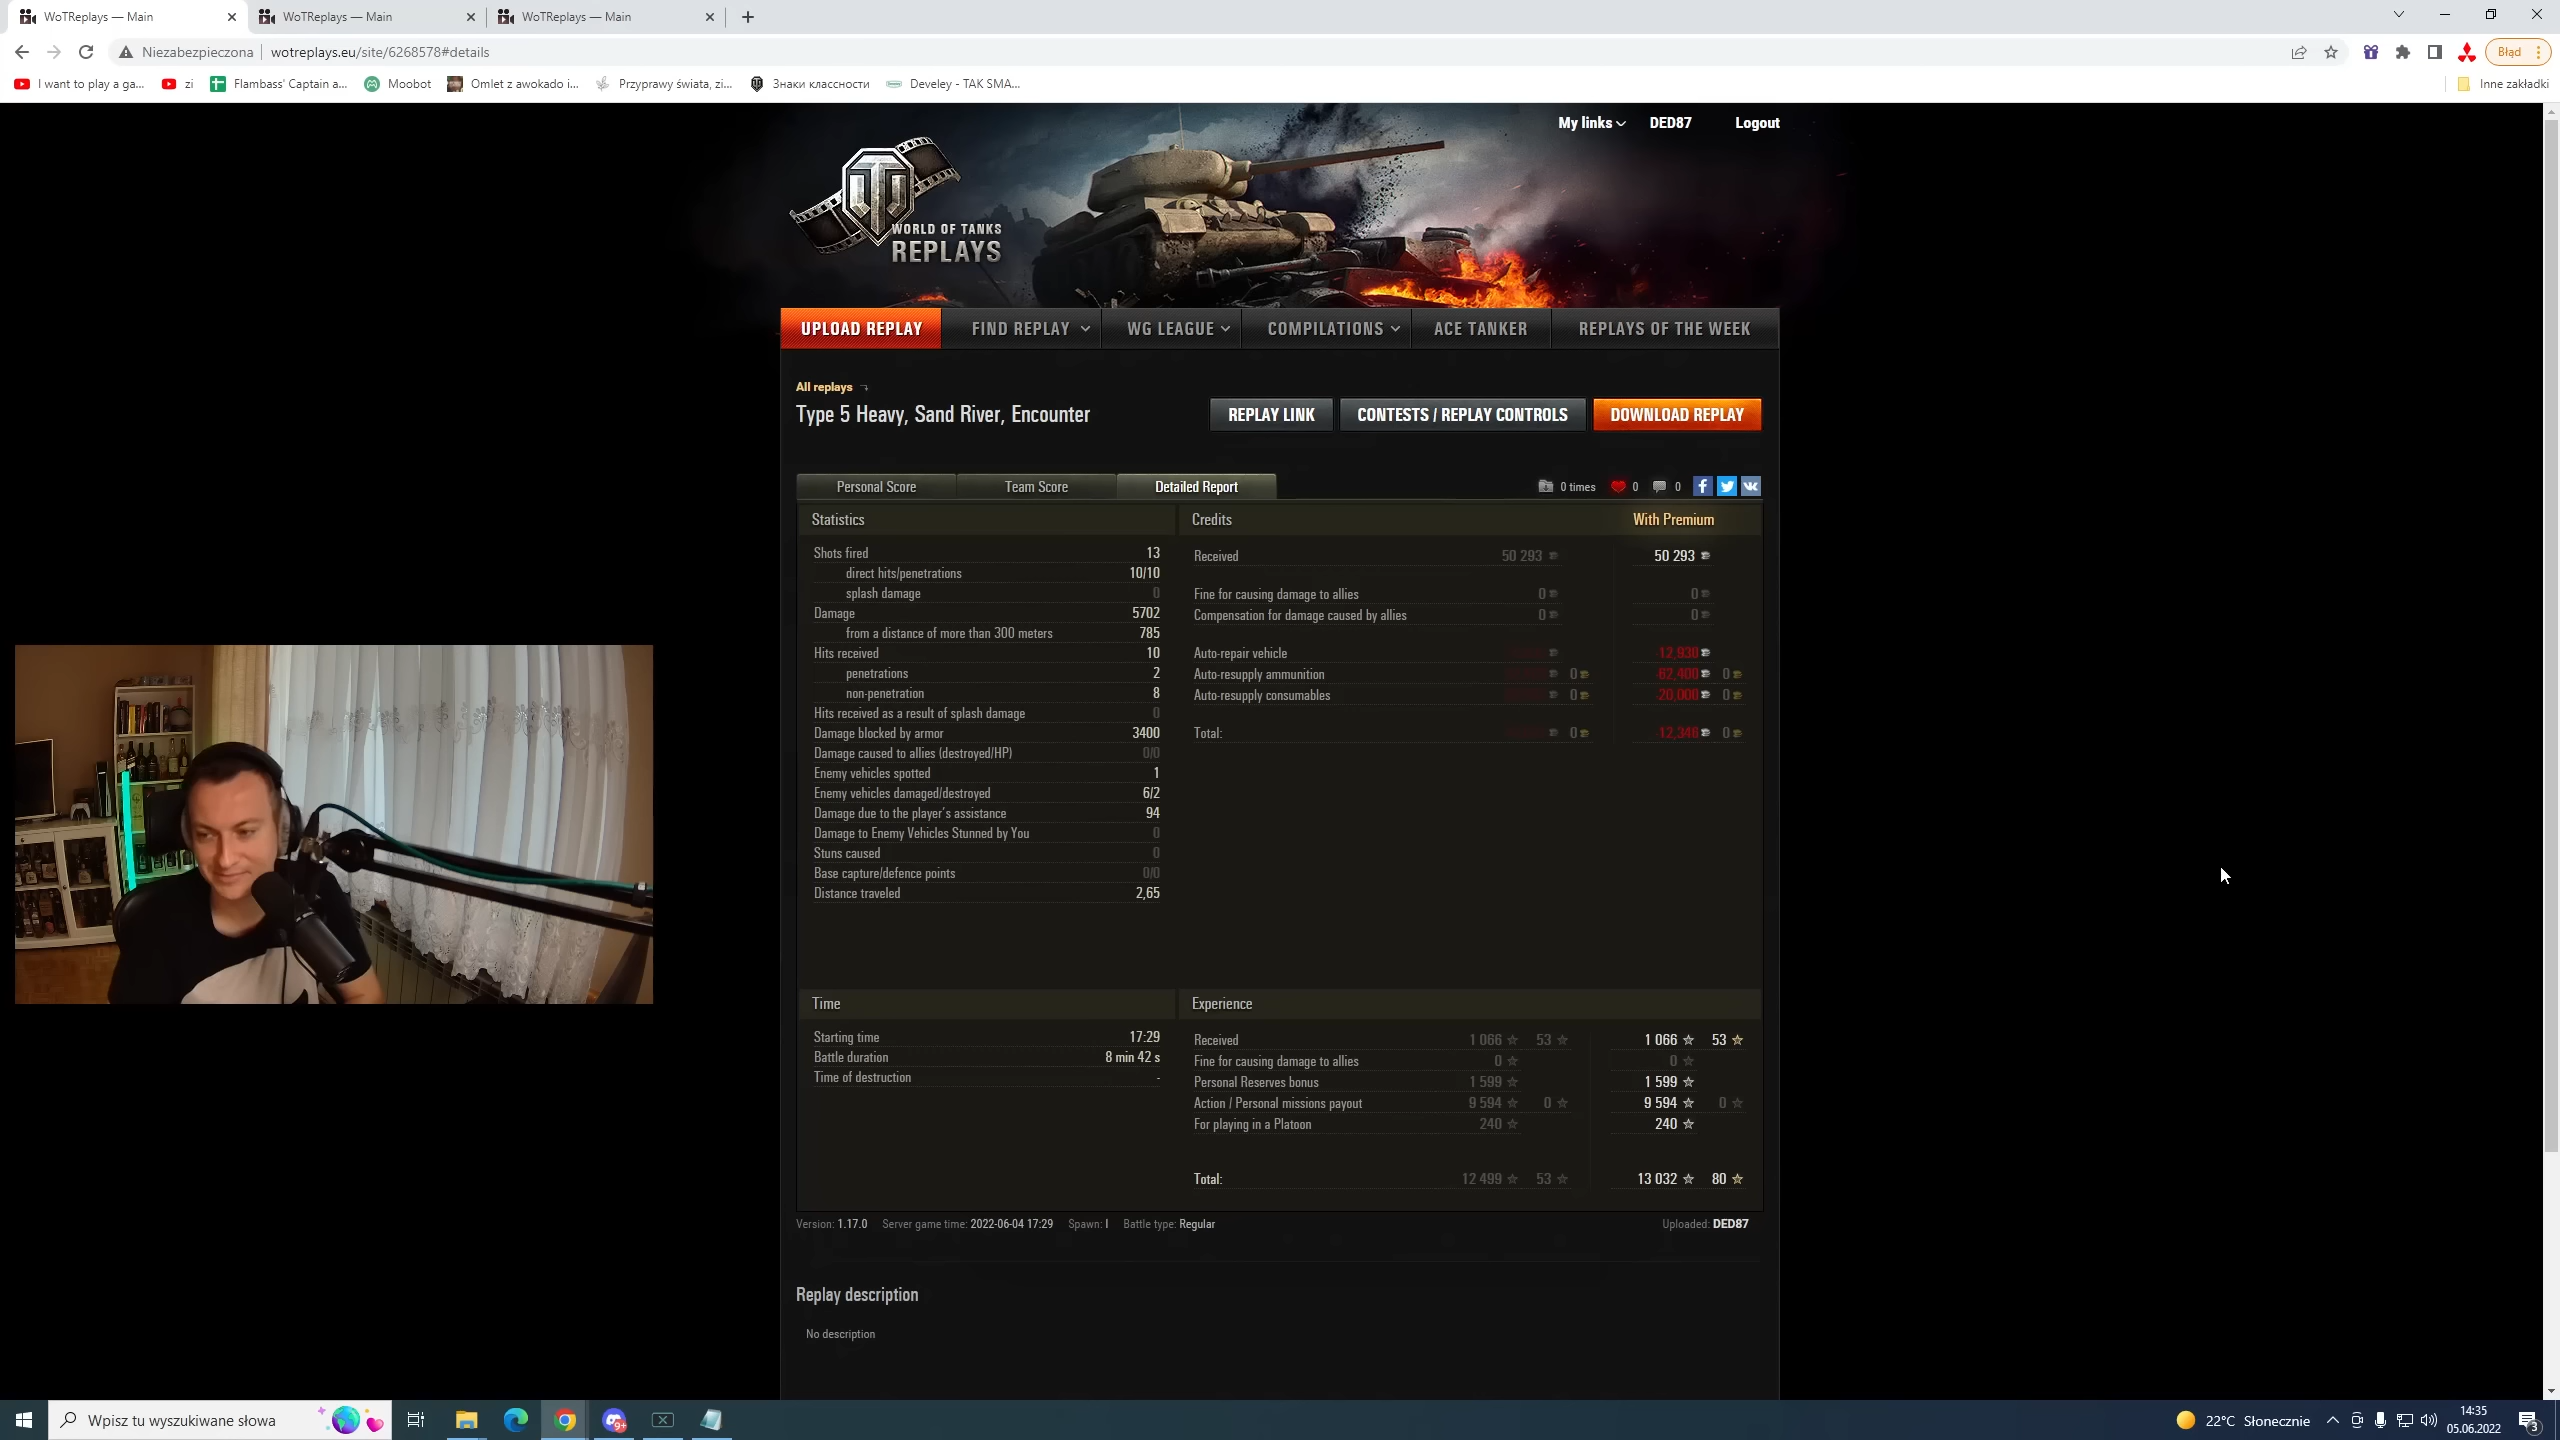 WoTReplays — Main
WoTReplays — Main
WoTReplays — Main
Niezabezpieczona
wotreplays.eu/site/6268578#details
Błąd
I want to play a ga...
zi
Flambass' Captain a...
Moobot
Omlet z awokado i...
Przyprawy świata, zi...
Знаки классности
Develey - TAK SMA...
Inne zakładki
My links
DED87
Logout
WORLD OF TANKS
REPLAYS
UPLOAD REPLAY
FIND REPLAY
WG LEAGUE
COMPILATIONS
ACE TANKER
REPLAYS OF THE WEEK
All replays
Type 5 Heavy, Sand River, Encounter
REPLAY LINK
CONTESTS / REPLAY CONTROLS
DOWNLOAD REPLAY
Personal Score
Team Score
Detailed Report
0 times
0
0
Statistics
Shots fired 13
direct hits/penetrations 10/10
splash damage 0
Damage 5702
from a distance of more than 300 meters 785
Hits received 10
penetrations 2
non-penetration 8
Hits received as a result of splash damage 0
Damage blocked by armor 3400
Damage caused to allies (destroyed/HP) 0/0
Enemy vehicles spotted 1
Enemy vehicles damaged/destroyed 6/2
Damage due to the player's assistance 94
Damage to Enemy Vehicles Stunned by You 0
Stuns caused 0
Base capture/defence points 0/0
Distance traveled 2,65
Credits With Premium
Received 50 293 50 293
Fine for causing damage to allies 0 0
Compensation for damage caused by allies 0 0
Auto-repair vehicle -12,930
Auto-resupply ammunition 0 -62,400 0
Auto-resupply consumables 0 -20,000 0
Total: 0 0
Time
Starting time 17:29
Battle duration 8 min 42 s
Time of destruction -
Experience
Received 1 066 53 1 066 53
Fine for causing damage to allies 0 0
Personal Reserves bonus 1 599 1 599
Action / Personal missions payout 9 594 0 9 594 0
For playing in a Platoon 240 240
Total: 12 499 53 13 032 80
Version: 1.17.0 Server game time: 2022-06-04 17:29 Spawn: I Battle type: Regular
Uploaded: DED87
Replay description
No description
Wpisz tu wyszukiwane słowa
9+
22°C Słonecznie
14:35
05.06.2022
3